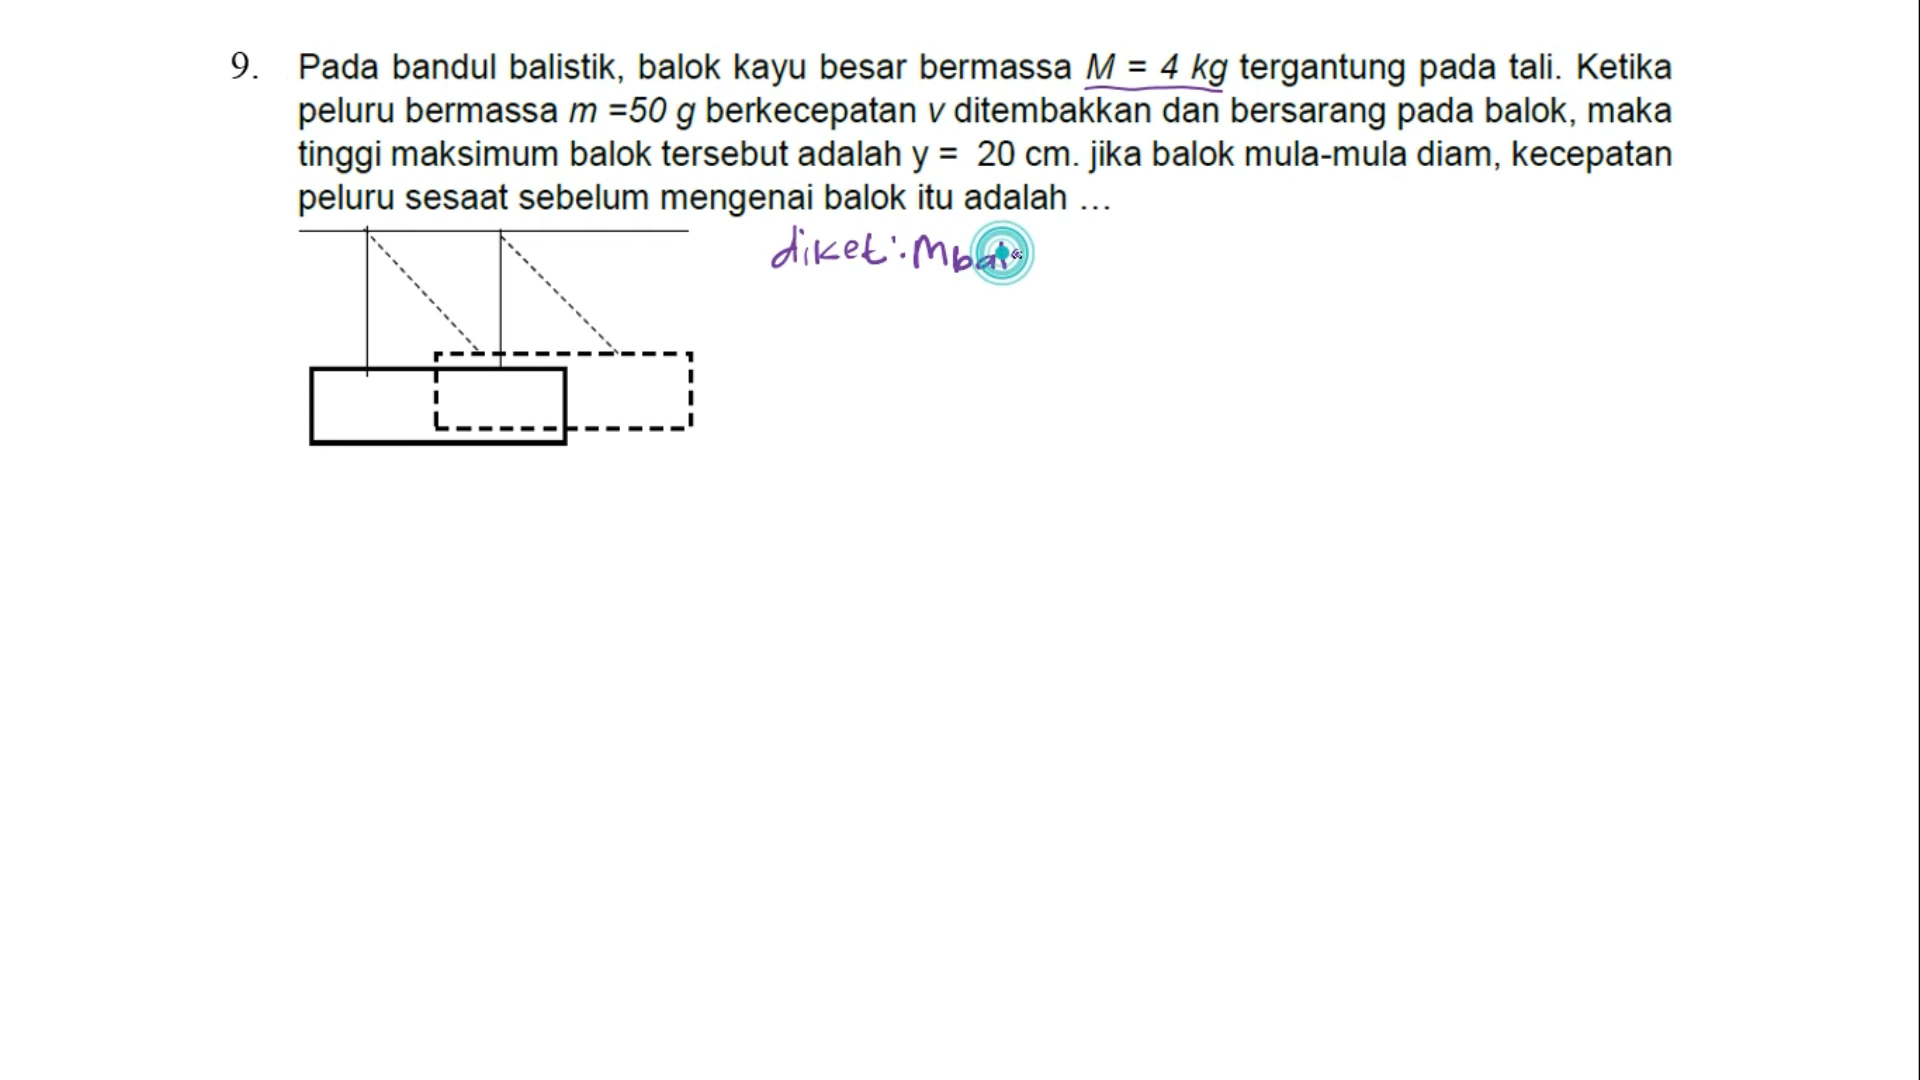 9. Pada bandul balistik, balok kayu besar bermassa M = 4 kg tergantung pada tali. Ketika
peluru bermassa m =50 g berkecepatan v ditembakkan dan bersarang pada balok, maka
tinggi maksimum balok tersebut adalah y = 20 cm. jika balok mula-mula diam, kecepatan
peluru sesaat sebelum mengenai balok itu adalah ...
diket: